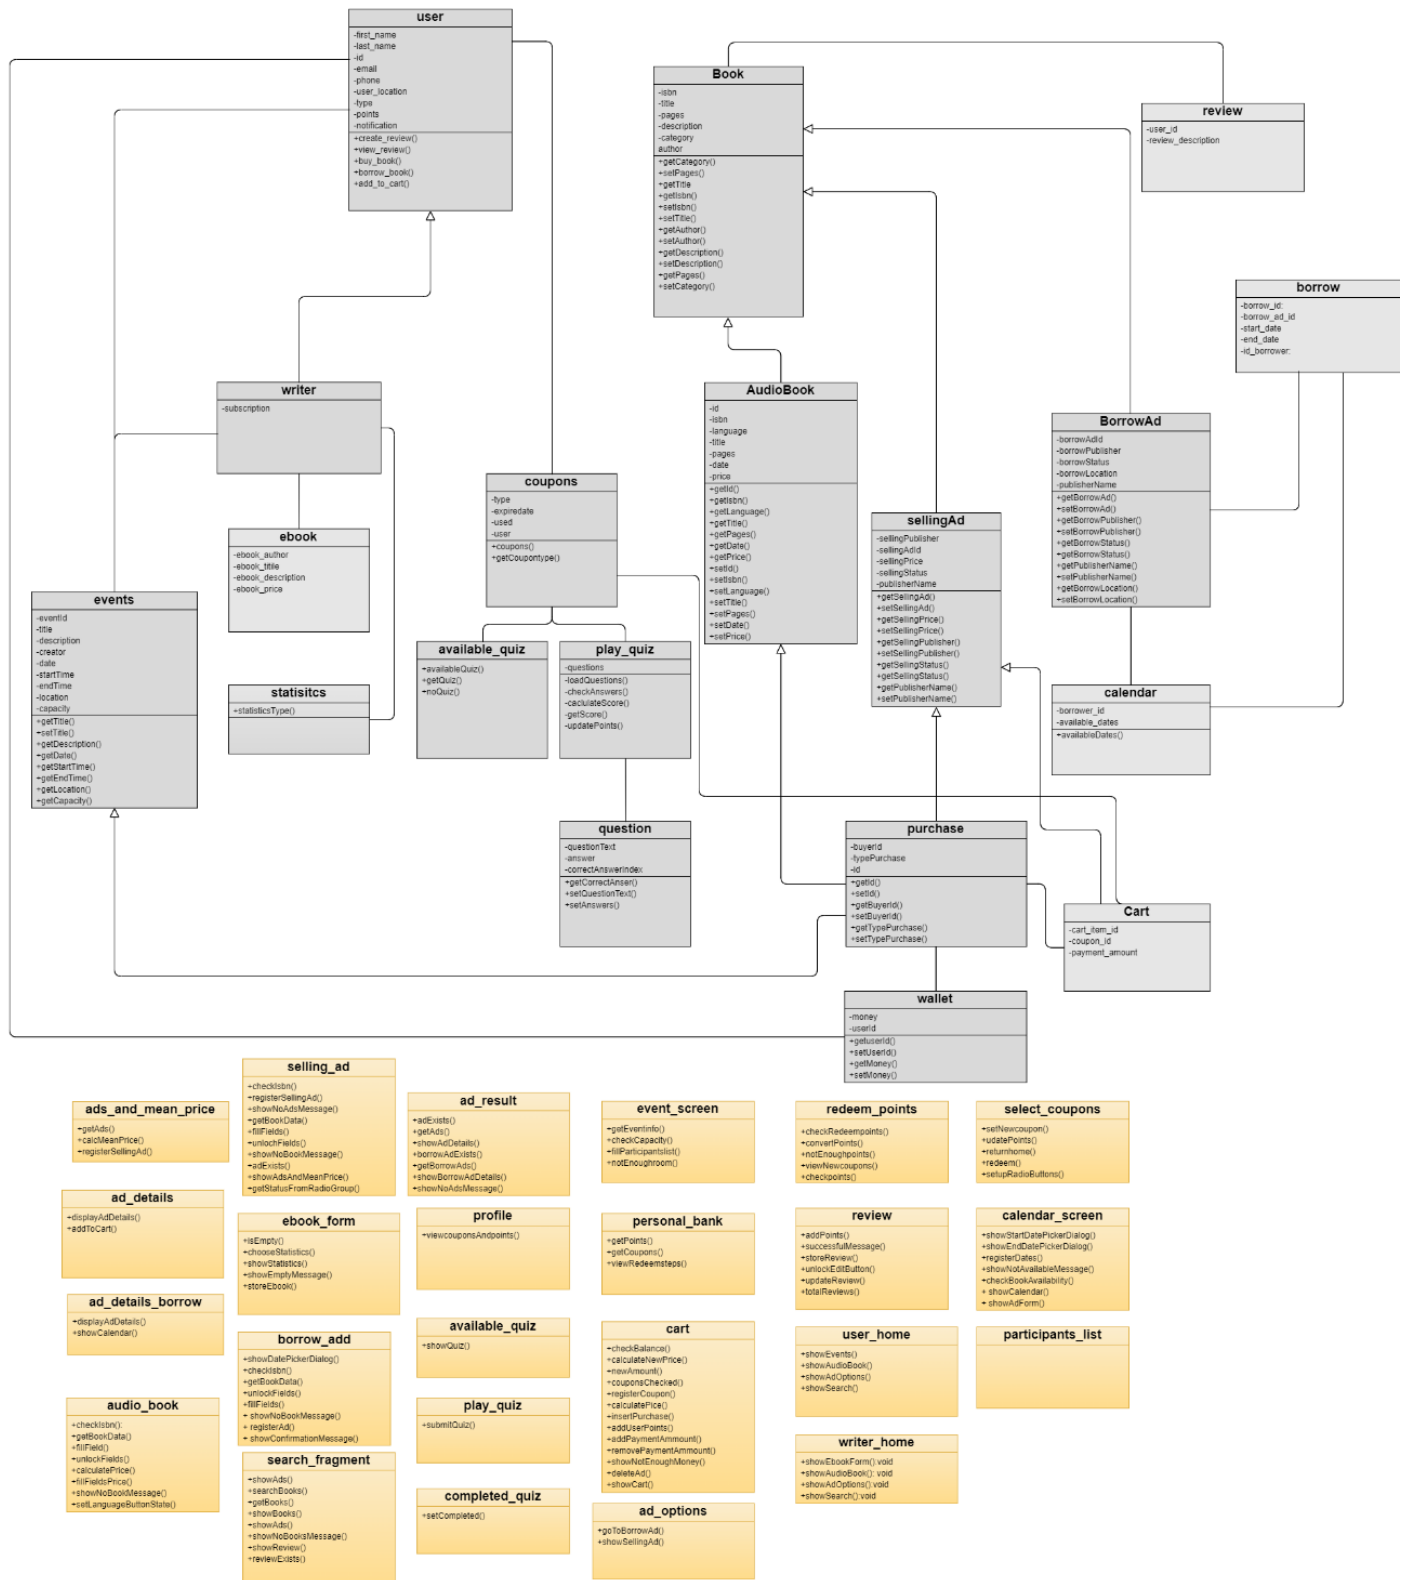 user
-first_name
-last_name
-id
-email
-phone
-user_location
-type
-points
-notification
+create_review()
+view_review()
+buy_book()
+borrow_book()
+add_to_cart()
Book
-isbn
-title
-pages
-description
-category
author
+getCategory()
+setPages()
+getTitle
+getIsbn()
+setIsbn()
+setTitle()
+getAuthor()
+setAuthor()
+getDescription()
+setDescription()
+getPages()
+setCategory()
review
-user_id
-review_description
borrow
-borrow_id:
-borrow_ad_id
-start_date
-end_date
-id_borrower:
writer
-subscription
AudioBook
-id
-isbn
-language
-title
-pages
-date
-price
+getId()
+getIsbn()
+getLanguage()
+getTitle()
+getPages()
+getDate()
+getPrice()
+setId()
+setIsbn()
+setLanguage()
+setTitle()
+setPages()
+setDate()
+setPrice()
BorrowAd
-borrowAdId
-borrowPublisher
-borrowStatus
-borrowLocation
-publisherName
+getBorrowAd()
+setBorrowAd()
+getBorrowPublisher()
+setBorrowPublisher()
+getBorrowStatus()
+getBorrowStatus()
+getPublisherName()
+setPublisherName()
+getBorrowLocation()
+setBorrowLocation()
coupons
-type
-expiredate
-used
-user
+coupons()
+getCoupontype()
sellingAd
-sellingPublisher
-sellingAdId
-sellingPrice
-sellingStatus
-publisherName
+getSellingAd()
+setSellingAd()
+getSellingPrice()
+setSellingPrice()
+getSellingPublisher()
+setSellingPublisher()
+getSellingStatus()
+getSellingStatus()
+getPublisherName()
+setPublisherName()
ebook
-ebook_author
-ebook_titile
-ebook_description
-ebook_price
events
-eventId
-title
-description
-creator
-date
-startTime
-endTime
-location
-capacity
+getTitle()
+setTitle()
+getDescription()
+getDate()
+getStartTime()
+getEndTime()
+getLocation()
+getCapacity()
available_quiz
+availableQuiz()
+getQuiz()
+noQuiz()
play_quiz
-questions
-loadQuestions()
-checkAnswers()
-caclulateScore()
-getScore()
-updatePoints()
statisitcs
+statisticsType()
calendar
-borrower_id
-available_dates
+availableDates()
question
-questionText
-answer
-correctAnswerIndex
+getCorrectAnser()
+setQuestionText()
+setAnswers()
purchase
-buyerId
-typePurchase
-id
+getId()
+setId()
+getBuyerId()
+setBuyerId()
+getTypePurchase()
+setTypePurchase()
Cart
-cart_item_id
-coupon_id
-payment_amount
wallet
-money
-userId
+getuserId()
+setUserId()
+getMoney()
+setMoney()
ads_and_mean_price
+getAds()
+calcMeanPrice()
+registerSellingAd()
selling_ad
+checkIsbn()
+registerSellingAd()
+showNoAdsMessage()
+getBookData()
+fillFields()
+unlochFields()
+showNoBookMessage()
+adExists()
+showAdsAndMeanPrice()
+getStatusFromRadioGroup()
ad_result
+adExists()
+getAds()
+showAdDetails()
+borrowAdExists()
+getBorrowAds()
+showBorrowAdDetails()
+showNoAdsMessage()
event_screen
+getEventinfo()
+checkCapacity()
+fillParticipantslist()
+notEnoughroom()
redeem_points
+checkRedeempoints()
+convertPoints()
+notEnoughpoints()
+viewNewcoupons()
+checkpoints()
select_coupons
+setNewcoupon()
+udatePoints()
+returnhome()
+redeem()
+setupRadioButtons()
ad_details
+displayAdDetails()
+addToCart()
ebook_form
+isEmpty()
+chooseStatistics()
+showStatistics()
+showEmptyMessage()
+storeEbook()
profile
+viewcouponsAndpoints()
personal_bank
+getPoints()
+getCoupons()
+viewRedeemsteps()
review
+addPoints()
+successfulMessage()
+storeReview()
+unlockEditButton()
+updateReview()
+totalReviews()
calendar_screen
+showStartDatePickerDialog()
+showEndDatePickerDialog()
+registerDates()
+showNotAvailableMessage()
+checkBookAvailability()
+ showCalendar()
+ showAdForm()
ad_details_borrow
+displayAdDetails()
+showCalendar()
borrow_add
+showDatePickerDialog()
+checkIsbn()
+getBookData()
+unlockFields()
+fillFields()
+ showNoBookMessage()
+ registerAd()
+ showConfirmationMessage()
available_quiz
+showQuiz()
cart
+checkBalance()
+calculateNewPrice()
+newAmount()
+couponsChecked()
+registerCoupon()
+calculatePice()
+insertPurchase()
+addUserPoints()
+addPaymentAmmount()
+removePaymentAmmount()
+showNotEnoughMoney()
+deleteAd()
+showCart()
user_home
+showEvents()
+showAudioBook()
+showAdOptions()
+showSearch()
participants_list
audio_book
+checkIsbn():
+getBookData()
+fillField()
+unlockFields()
+calculatePrice()
+fillFieldsPrice()
+showNoBookMessage()
+setLanguageButtonState()
search_fragment
+showAds()
+searchBooks()
+getBooks()
+showBooks()
+showAds()
+showNoBooksMessage()
+showReview()
+reviewExists()
play_quiz
+submitQuiz()
writer_home
+showEbookForm():void
+showAudioBook(): void
+showAdOptions():void
+showSearch():void
completed_quiz
+setCompleted()
ad_options
+goToBorrowAd()
+showSellingAd()